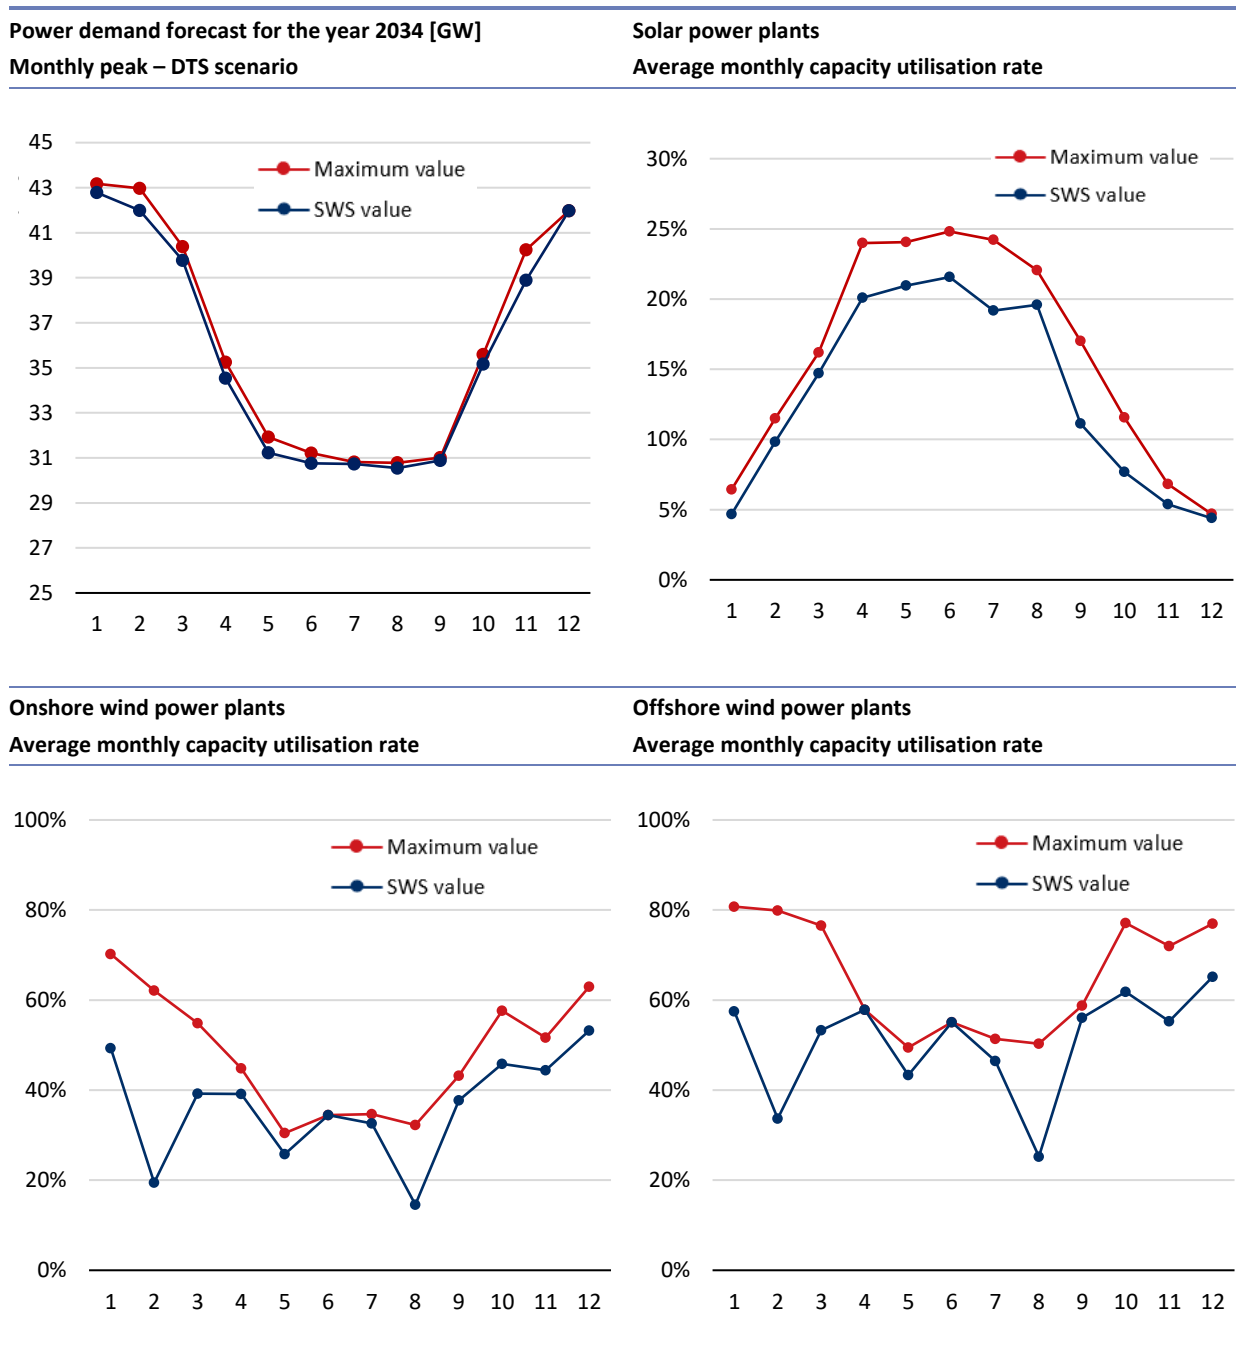 Power demand forecast for the year 2034 [GW]
Monthly peak – DTS scenario
45
43
41
39
37
35
33
31
29
27
25
Maximum value
SWS value
1 2 3 4 5 6 7 8 9 10 11 12
Solar power plants
Average monthly capacity utilisation rate
30%
25%
20%
15%
10%
5%
0%
Maximum value
SWS value
1 2 3 4 5 6 7 8 9 10 11 12
Onshore wind power plants
Average monthly capacity utilisation rate
100%
80%
60%
40%
20%
0%
Maximum value
SWS value
1 2 3 4 5 6 7 8 9 10 11 12
Offshore wind power plants
Average monthly capacity utilisation rate
100%
80%
60%
40%
20%
0%
Maximum value
SWS value
1 2 3 4 5 6 7 8 9 10 11 12